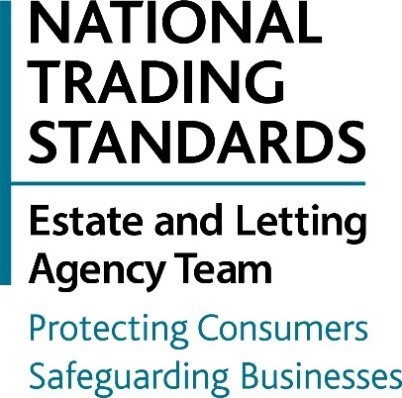 NATIONAL
TRADING
STANDARDS
Estate and Letting
Agency Team
Protecting Consumers
Safeguarding Businesses